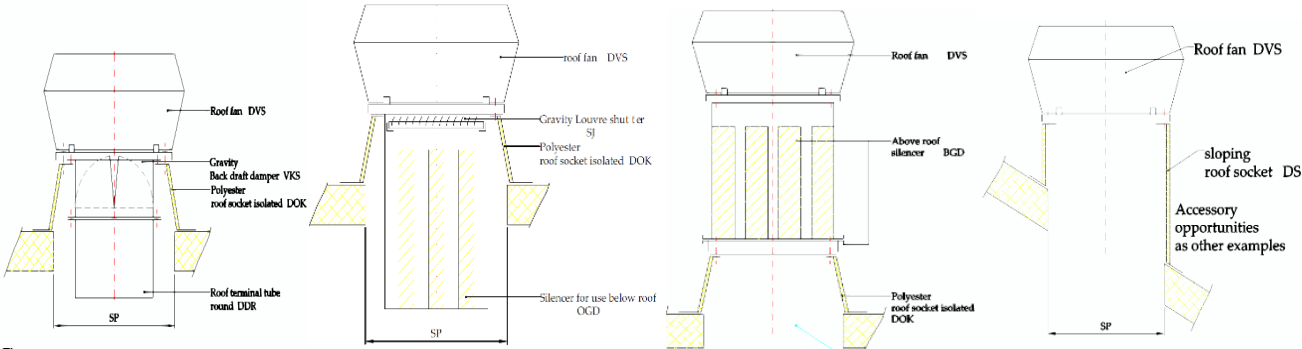 Roof fan DVS
Gravity
Back draft damper VKS
Polyester
roof socket isolated DOK
Roof terminal tube
round DDR
SP
roof fan DVS
Gravity Louvre shutter
SJ
Polyester
roof socket isolated DOK
Silencer for use below roof
OGD
SP
Roof fan DVS
Above roof
silencer BGD
Polyester
roof socket isolated
DOK
Roof fan DVS
sloping
roof socket DS
Accessory
opportunities
as other examples
SP